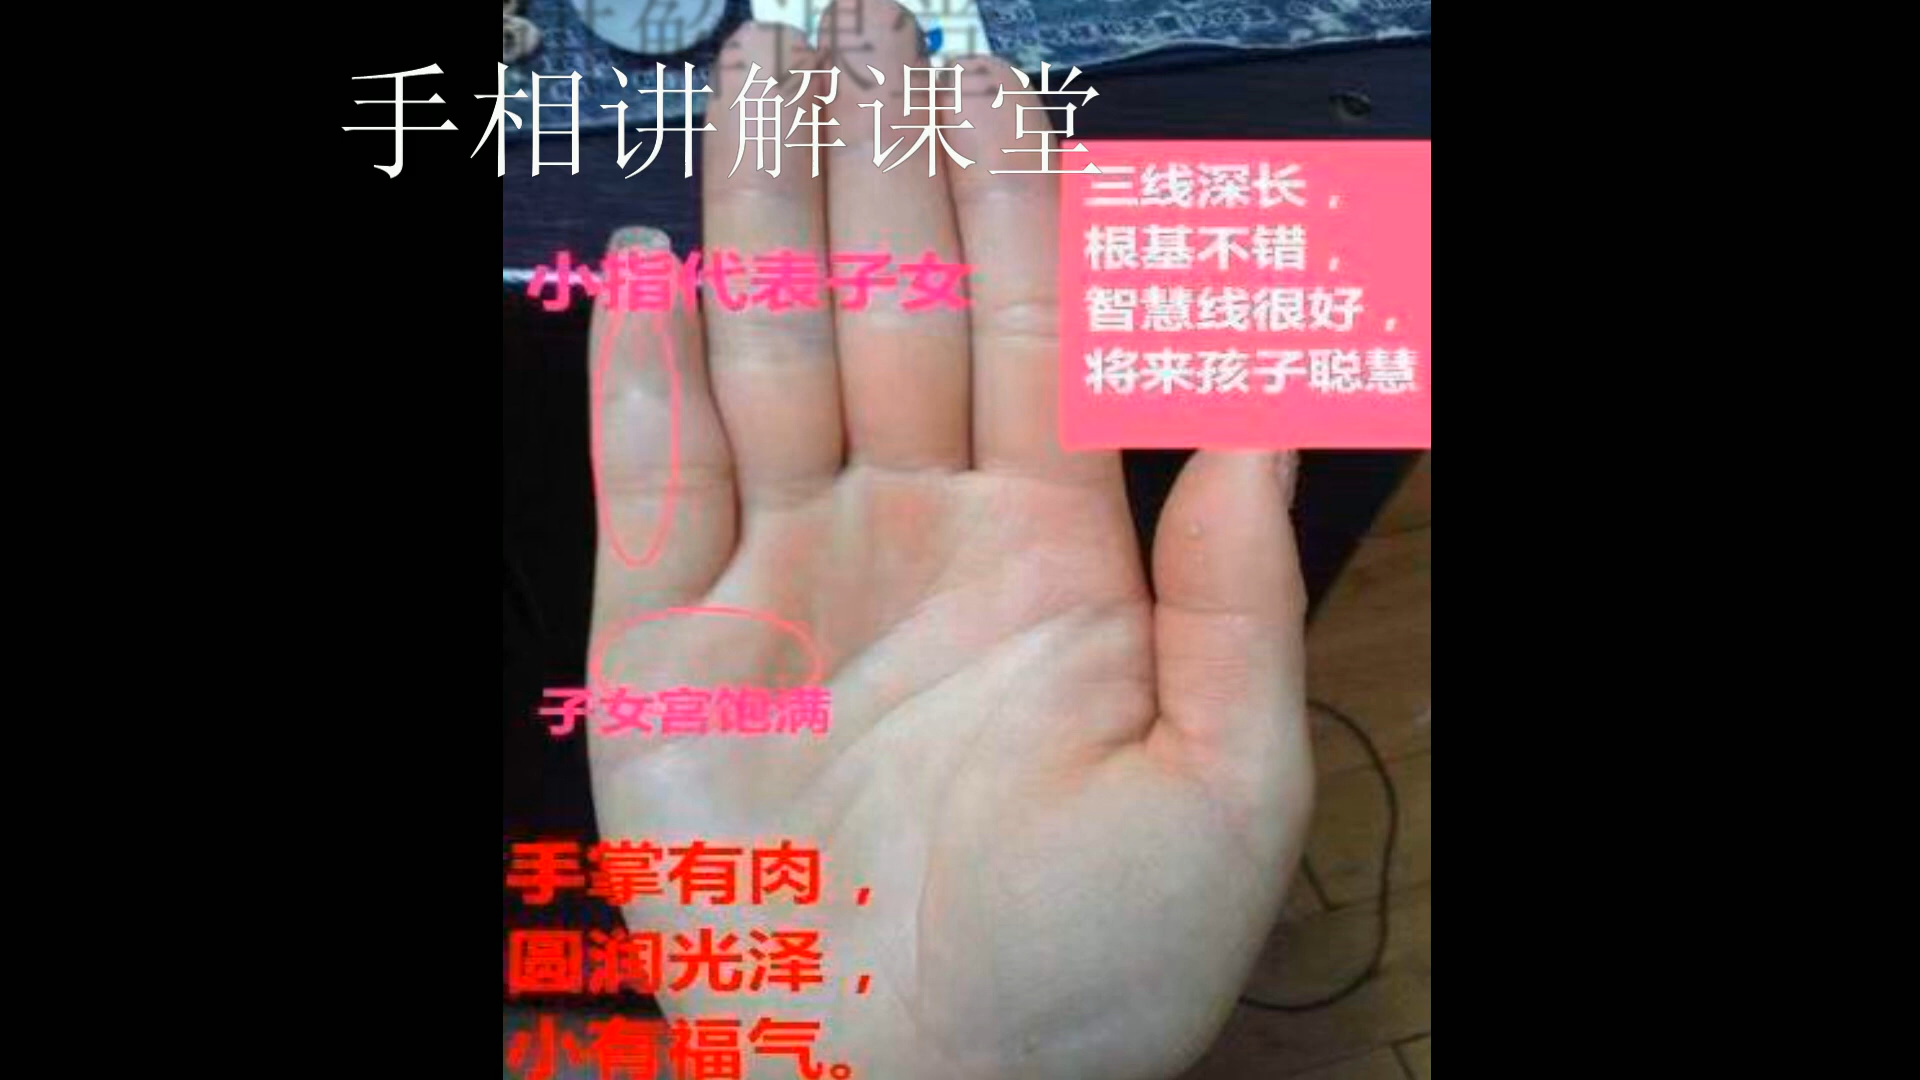 手相讲解课堂
三线深长，
根基不错，
智慧线很好，
将来孩子聪慧
小指代表子女
子女宫饱满
手掌有肉，
圆润光泽，
小有福气。